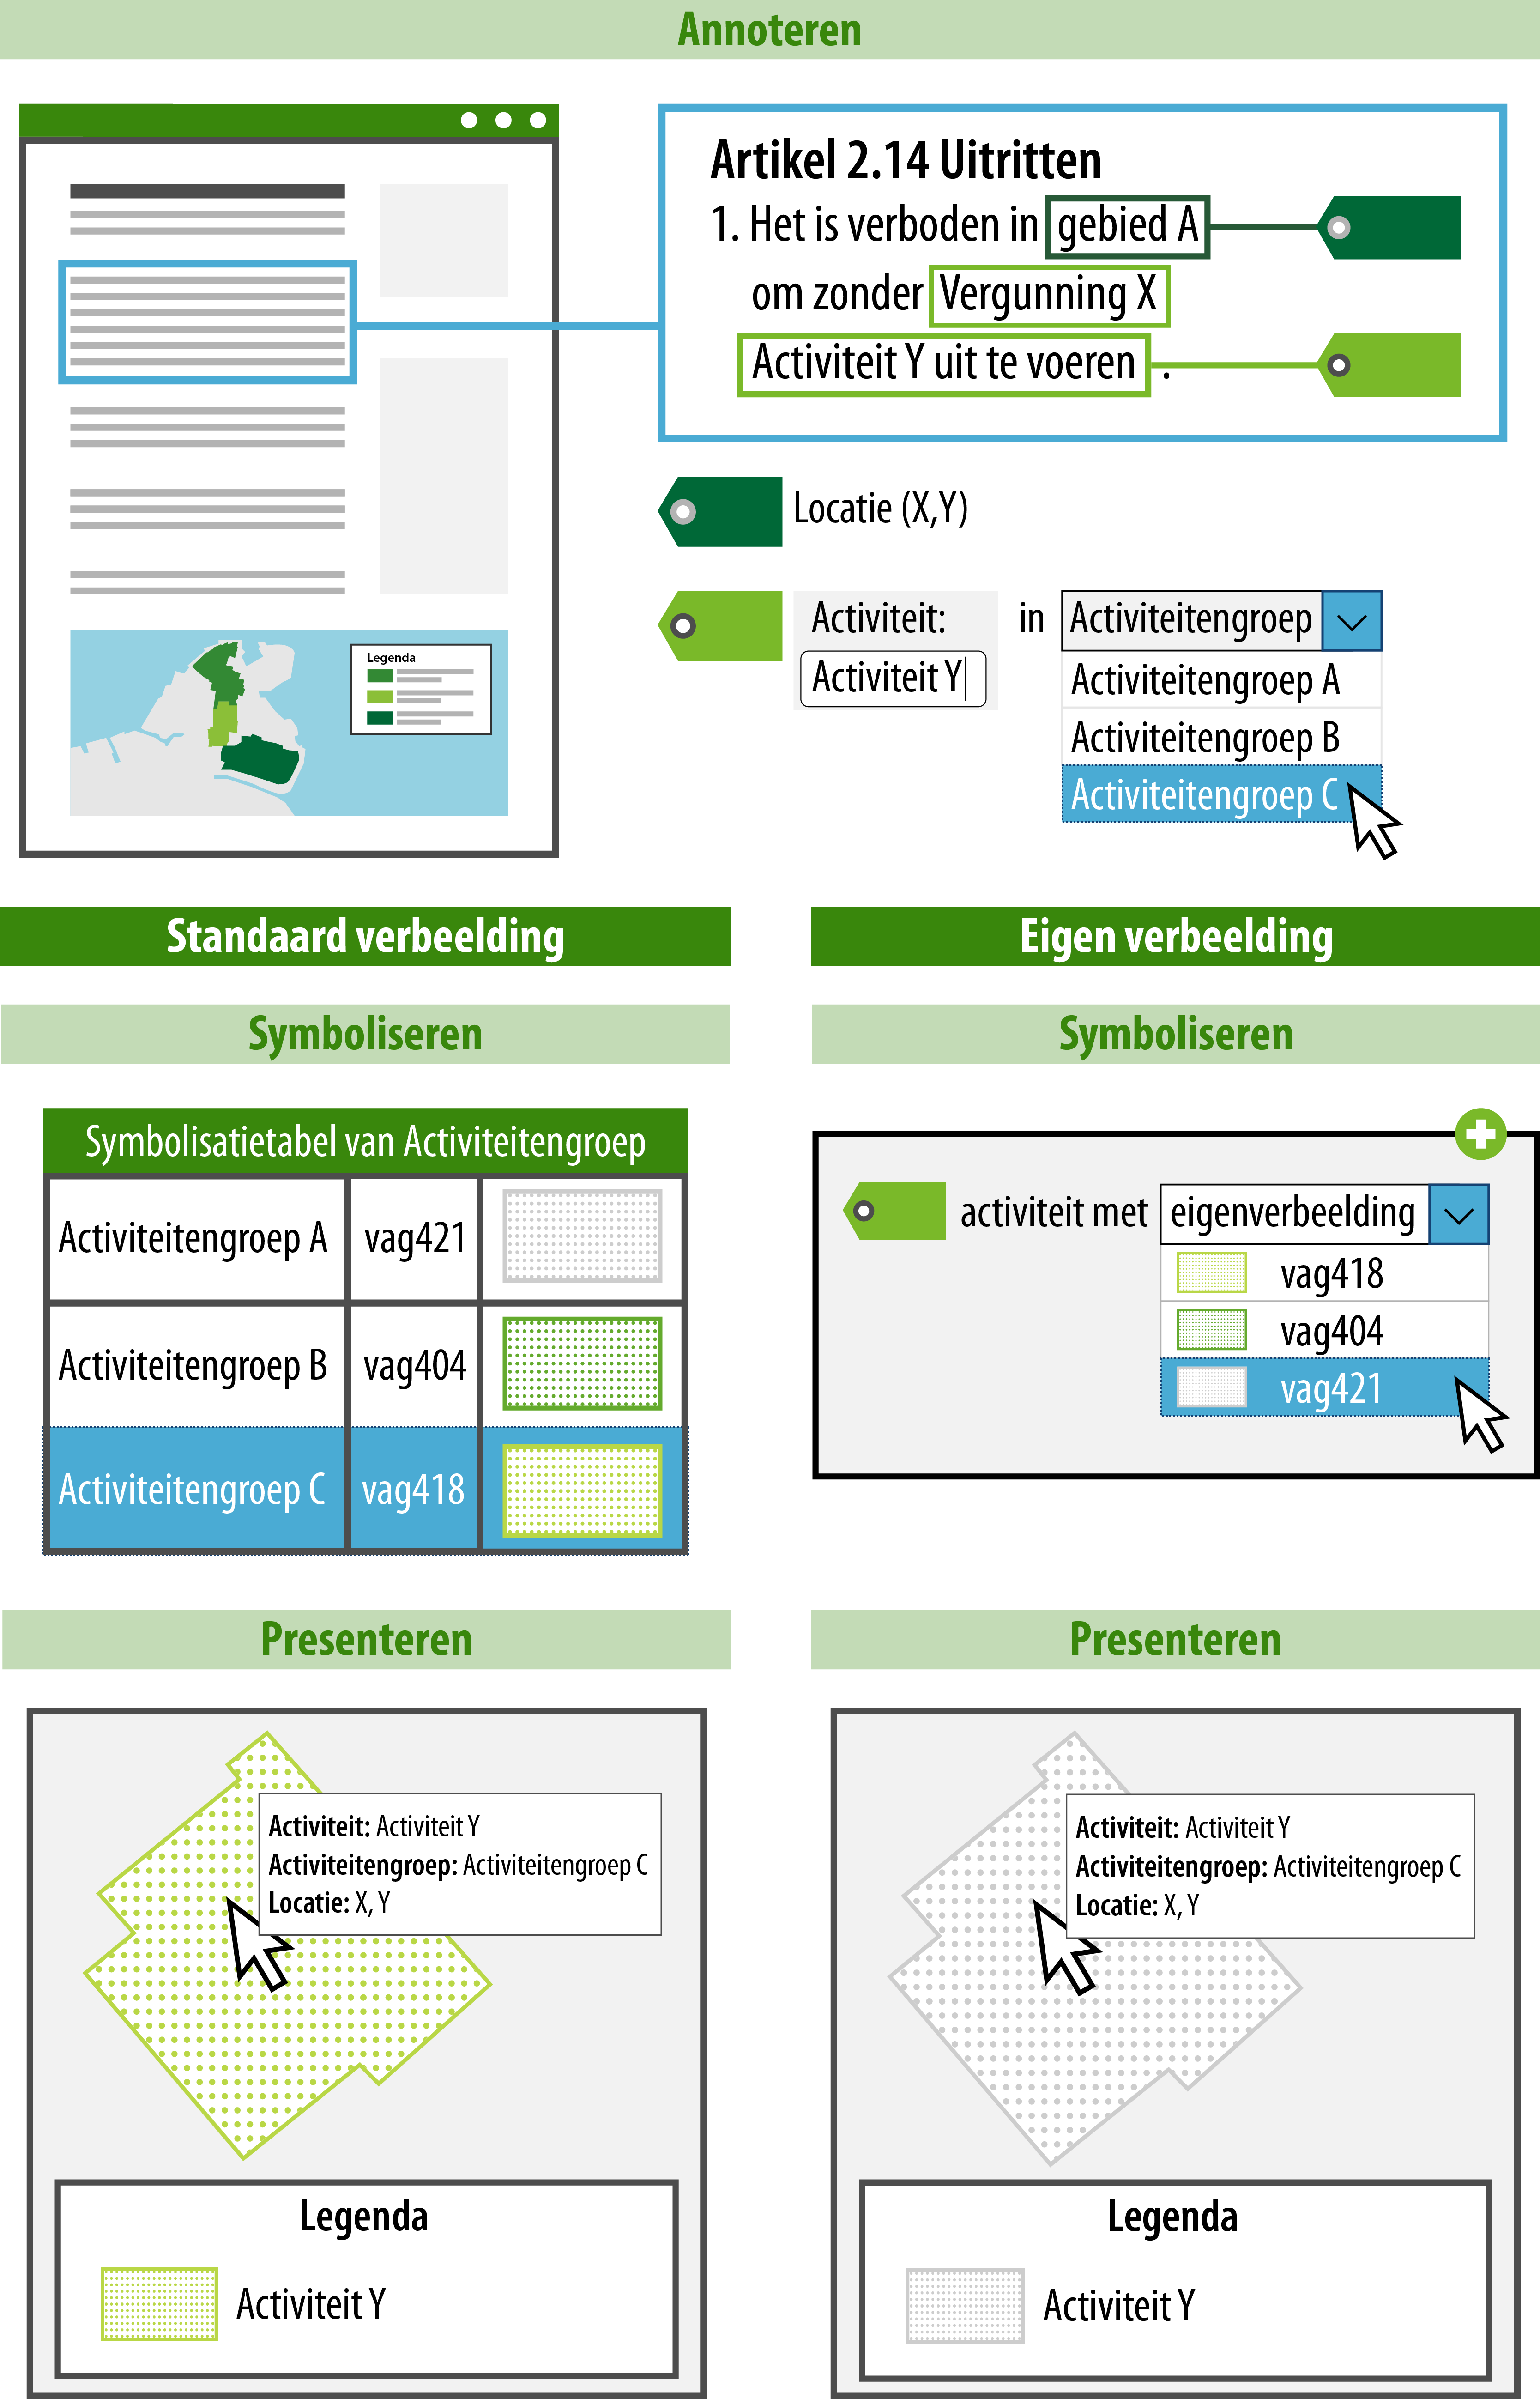 Annoteren
Artikel 2.14 Uitritten
1. Het is verboden in gebied A
om zonder Vergunning X
Activiteit Y uit te voeren .
Legenda
Locatie (X,Y)
Activiteit: in Activiteitengroep
Activiteit Y
Activiteitengroep A
Activiteitengroep B
Activiteitengroep C
Standaard verbeelding
Symboliseren
Symbolisatietabel van Activiteitengroep
Activiteitengroep A vag421
Activiteitengroep B vag404
Activiteitengroep C vag418
Presenteren
Activiteit: Activiteit Y
Activiteitengroep: Activiteitengroep C
Locatie: X, Y
Legenda
Activiteit Y
Eigen verbeelding
Symboliseren
activiteit met eigenverbeelding
vag418
vag404
vag421
Presenteren
Activiteit: Activiteit Y
Activiteitengroep: Activiteitengroep C
Locatie: X, Y
Legenda
Activiteit Y